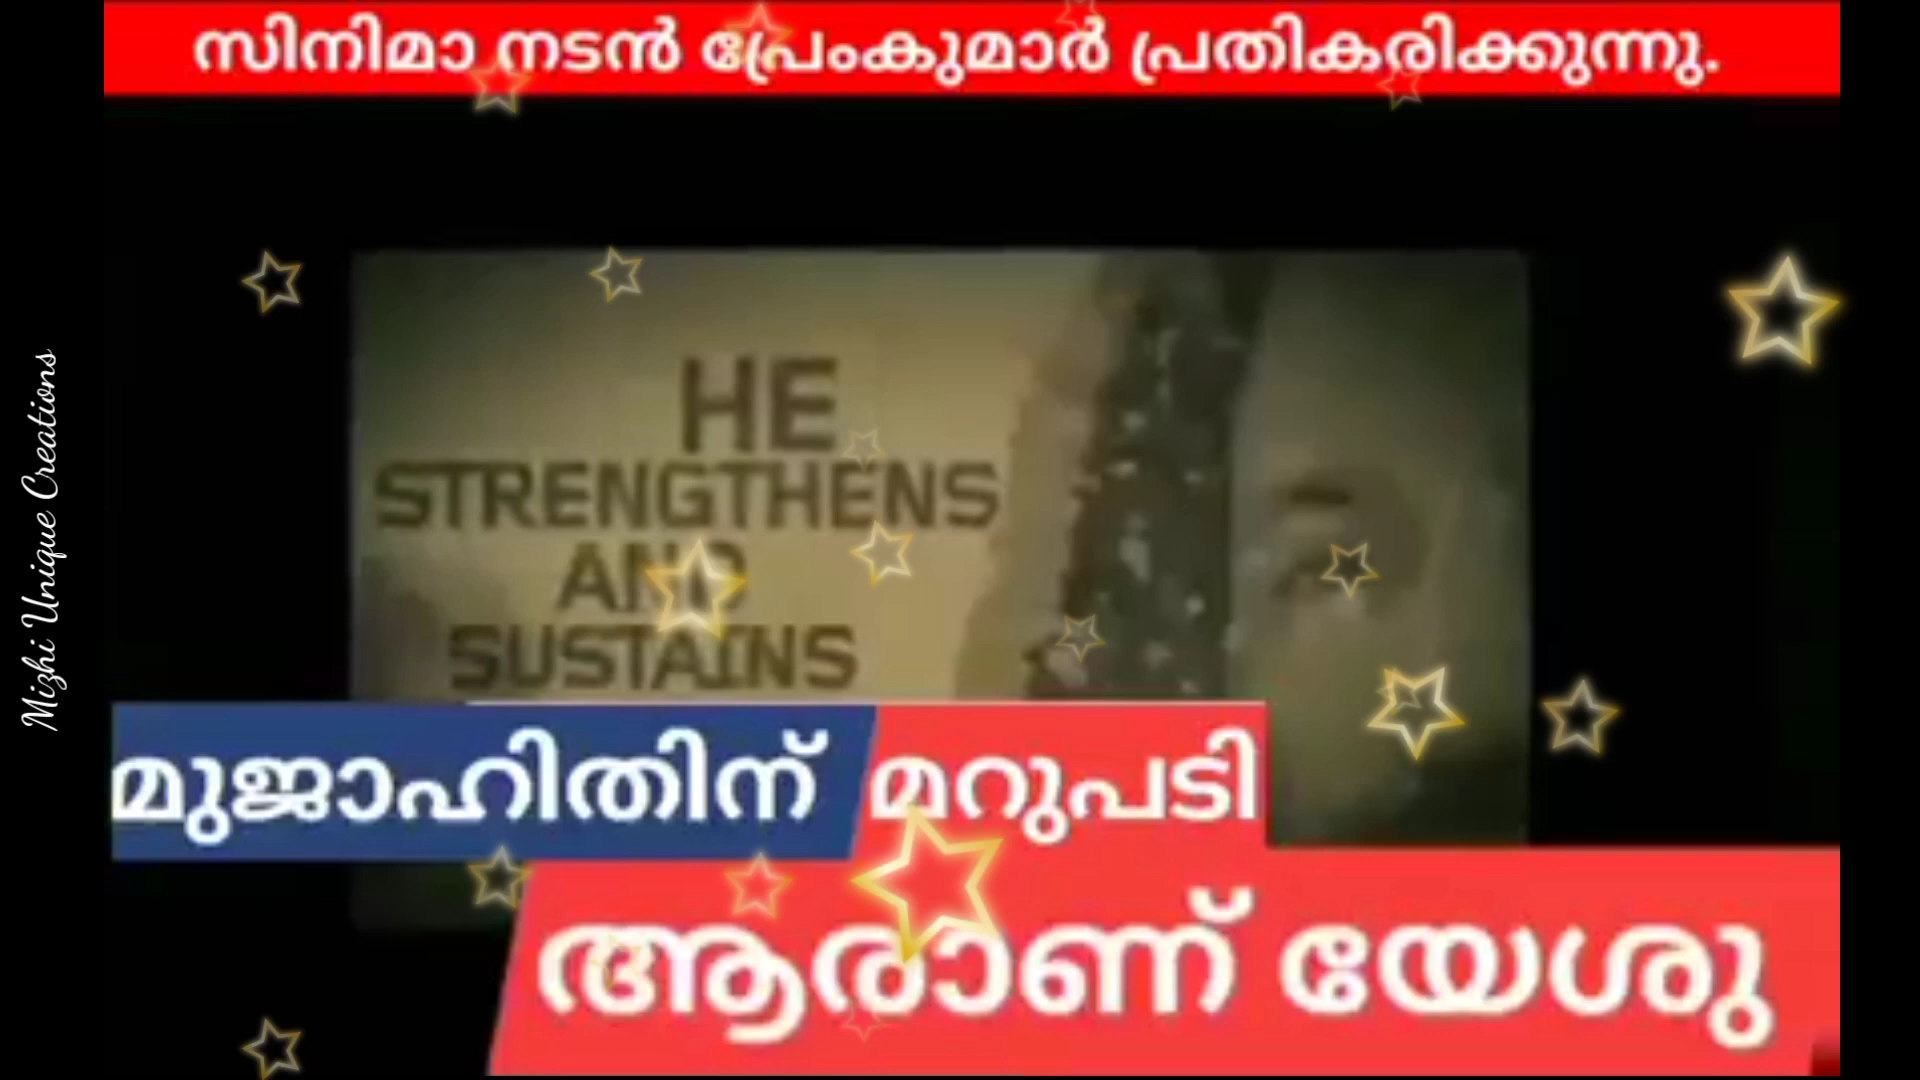 സിനിമാ നടൻ പ്രേംകുമാർ പ്രതികരിക്കുന്നു.
HE
STRENGTHENS
AND
SUSTAINS
മുജാഹിതിന് മറുപടി
ആരാണ് യേശു
Mizhi Unique Creations